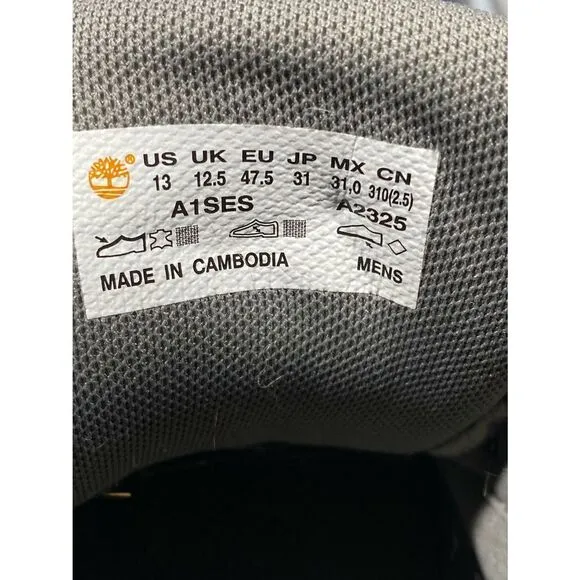 ® US UK EU JP MX CN
13 12.5 47.5 31 31,0 310(2.5)
A1SES A2325
MADE IN CAMBODIA MENS